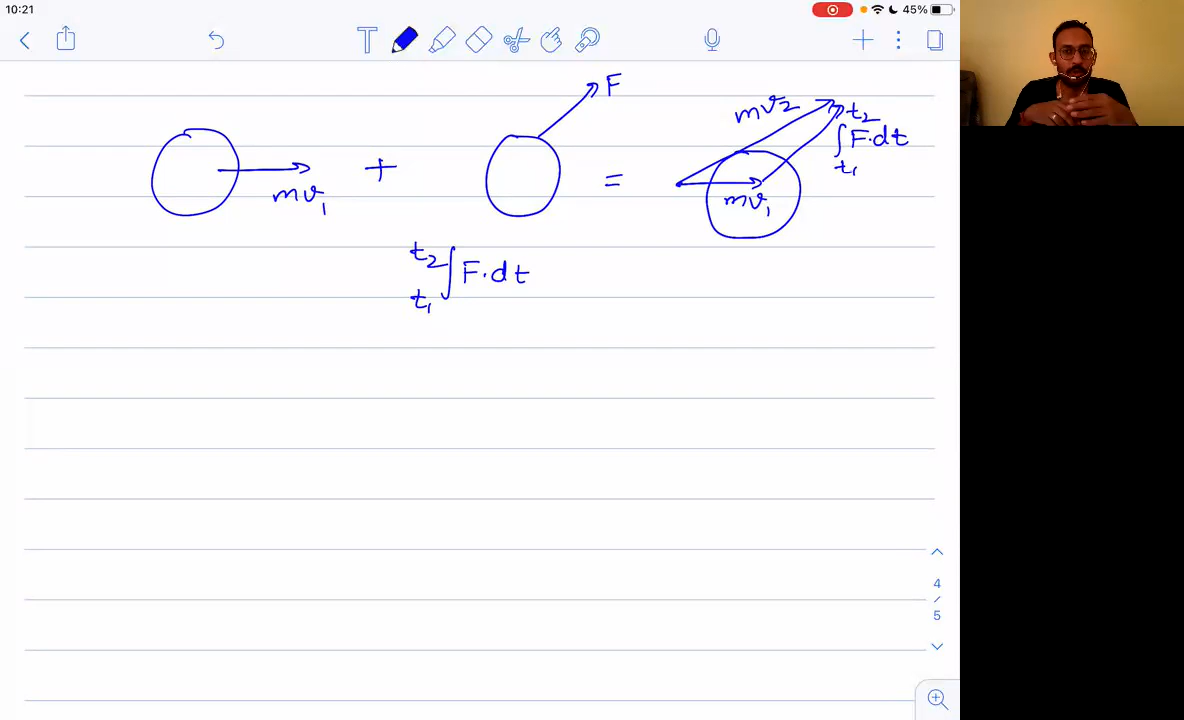 10:21
45%
T
F
mv₁
+
=
mv₂
t₂
∫F·dt
t₁
mv₁
t₂
∫F·dt
t₁
4
/
5